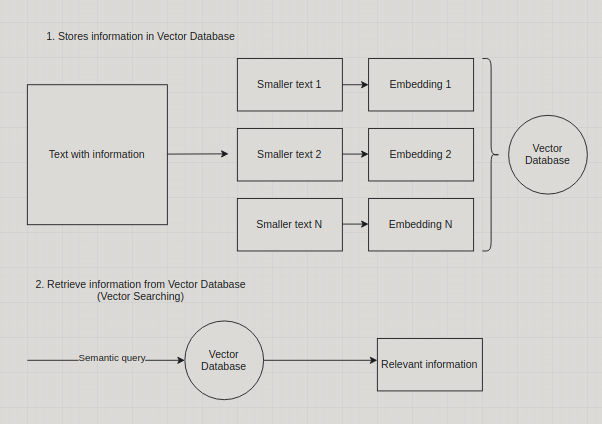 1. Stores information in Vector Database
Text with information
Smaller text 1
Embedding 1
Smaller text 2
Embedding 2
Smaller text N
Embedding N
Vector
Database
2. Retrieve information from Vector Database
(Vector Searching)
Semantic query
Vector
Database
Relevant information